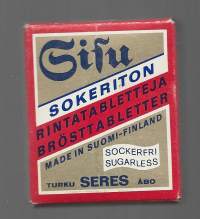 Sisu
SOKERITON
RINTATABLETTEJA
BRÖSTTABLETTER
MADE IN SUOMI-FINLAND
SOCKERFRI
SUGARLESS
TURKU SERES ÅBO